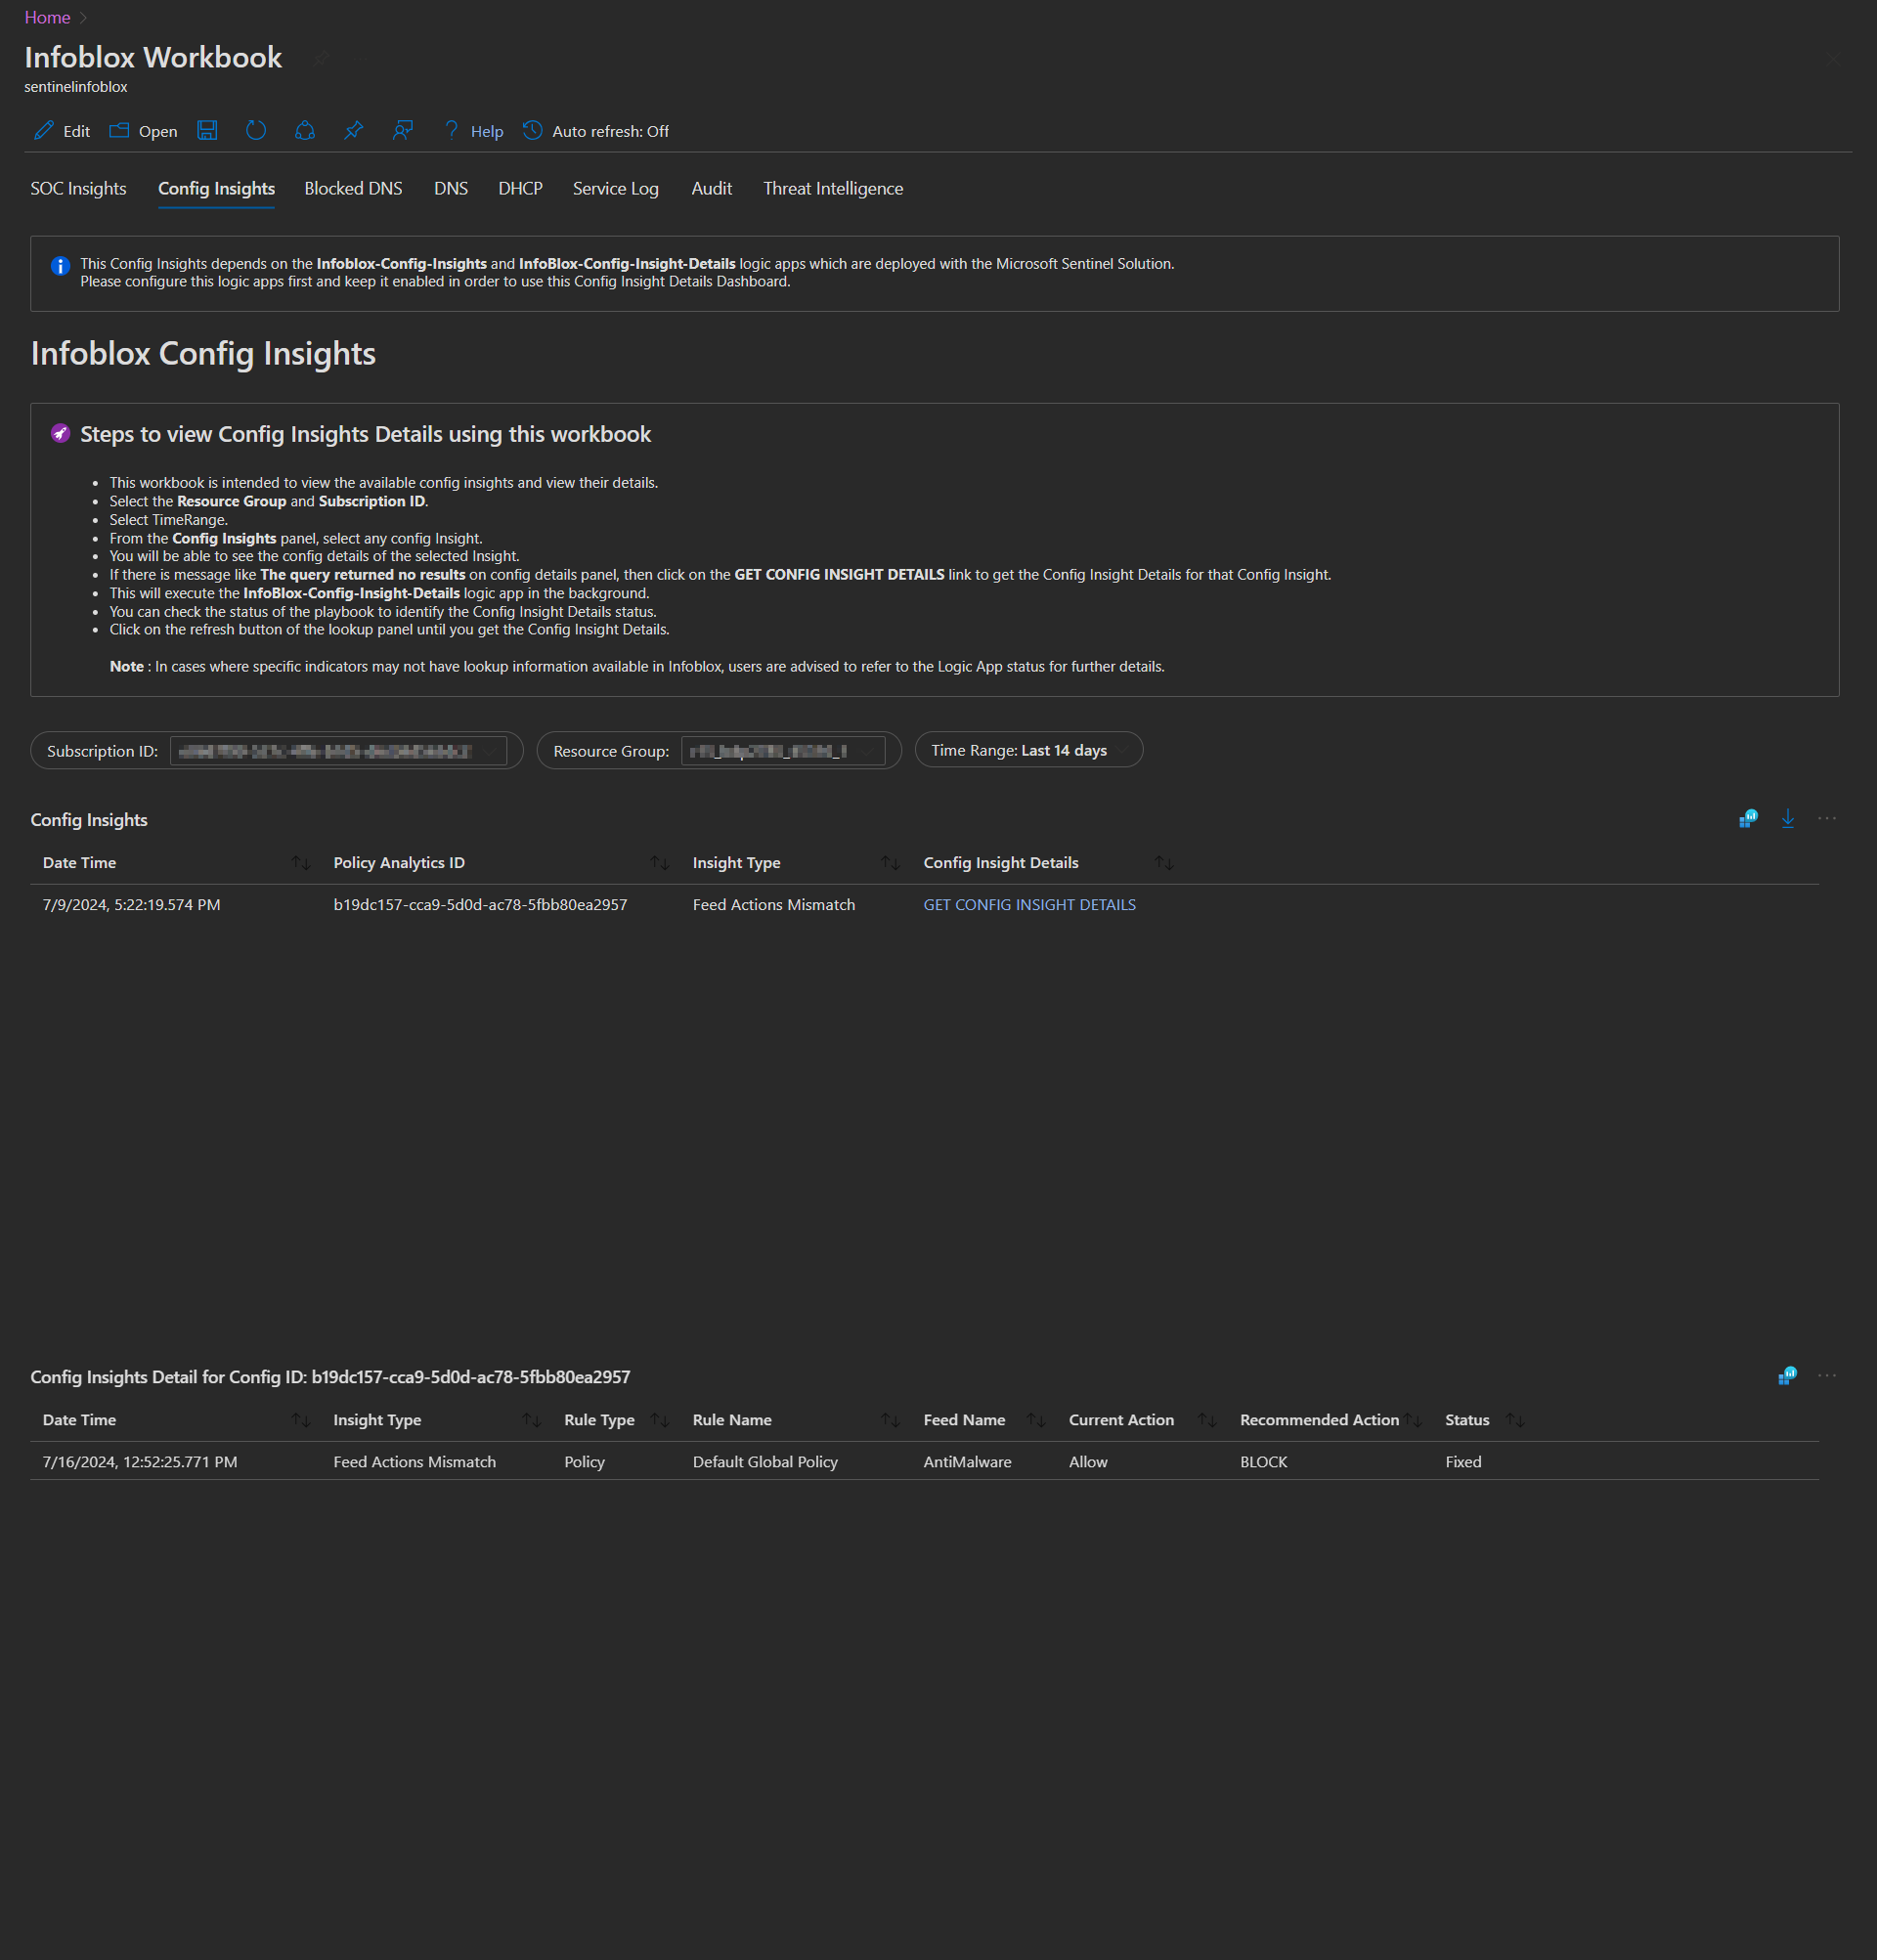 Home
Infoblox Workbook
sentinelinfoblox
Edit Open Help Auto refresh: Off
SOC Insights Config Insights Blocked DNS DNS DHCP Service Log Audit Threat Intelligence
This Config Insights depends on the Infoblox-Config-Insights and InfoBlox-Config-Insight-Details logic apps which are deployed with the Microsoft Sentinel Solution.
Please configure this logic apps first and keep it enabled in order to use this Config Insight Details Dashboard.
Infoblox Config Insights
Steps to view Config Insights Details using this workbook
This workbook is intended to view the available config insights and view their details.
Select the Resource Group and Subscription ID.
Select TimeRange.
From the Config Insights panel, select any config Insight.
You will be able to see the config details of the selected Insight.
If there is message like The query returned no results on config details panel, then click on the GET CONFIG INSIGHT DETAILS link to get the Config Insight Details for that Config Insight.
This will execute the InfoBlox-Config-Insight-Details logic app in the background.
You can check the status of the playbook to identify the Config Insight Details status.
Click on the refresh button of the lookup panel until you get the Config Insight Details.
Note : In cases where specific indicators may not have lookup information available in Infoblox, users are advised to refer to the Logic App status for further details.
Subscription ID: Resource Group: Time Range: Last 14 days
Config Insights
Date Time Policy Analytics ID Insight Type Config Insight Details
7/9/2024, 5:22:19.574 PM b19dc157-cca9-5d0d-ac78-5fbb80ea2957 Feed Actions Mismatch GET CONFIG INSIGHT DETAILS
Config Insights Detail for Config ID: b19dc157-cca9-5d0d-ac78-5fbb80ea2957
Date Time Insight Type Rule Type Rule Name Feed Name Current Action Recommended Action Status
7/16/2024, 12:52:25.771 PM Feed Actions Mismatch Policy Default Global Policy AntiMalware Allow BLOCK Fixed